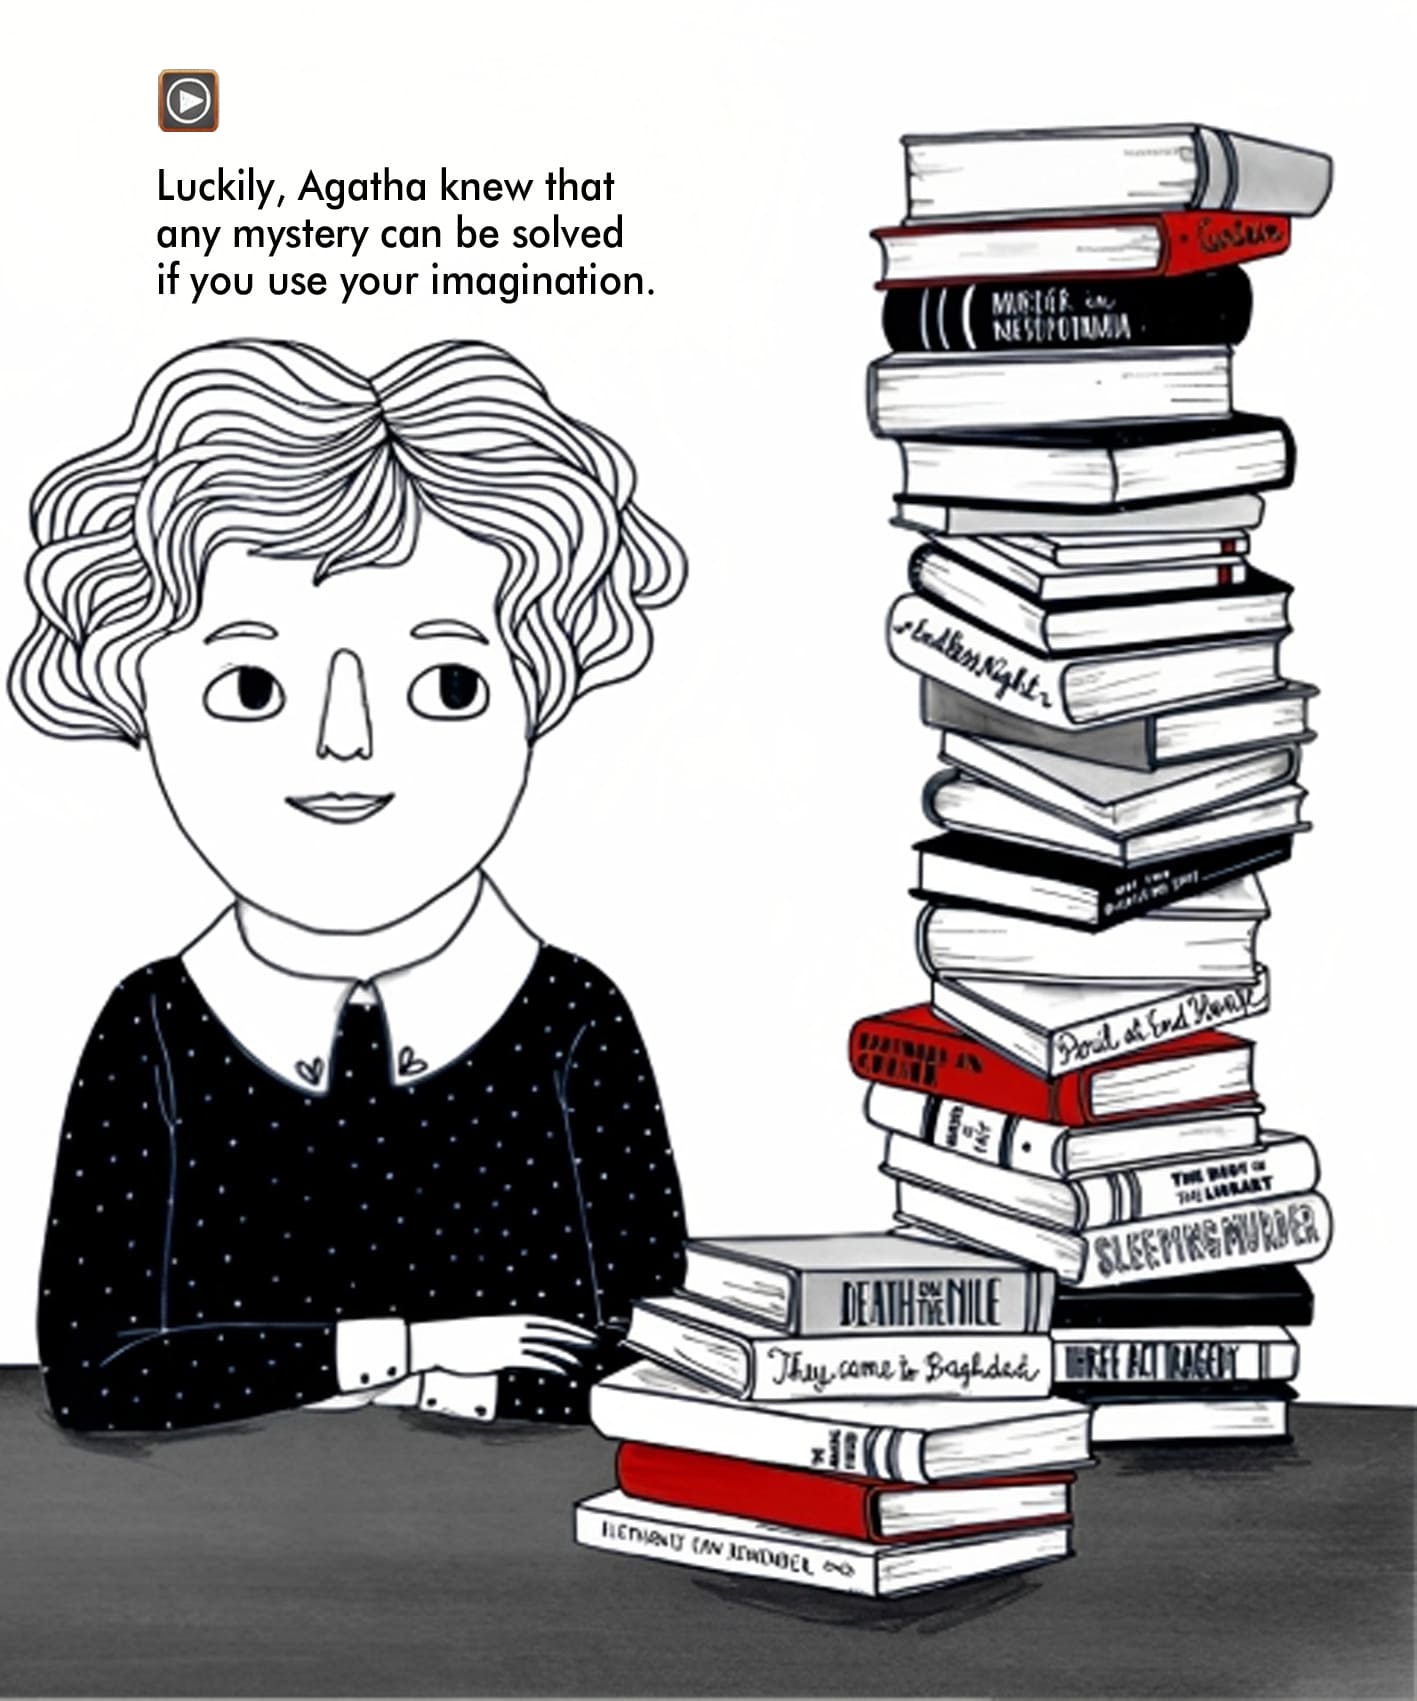 Luckily, Agatha knew that
any mystery can be solved
if you use your imagination.
Curtain
MURDER in
MESOPOTAMIA
Endless Night
Peril at End House
THE BODY IN
THE LIBRARY
SLEEPING MURDER
DEATH ON THE NILE
They came to Baghdad
THREE ACT TRAGEDY
ELEPHANTS CAN REMEMBER